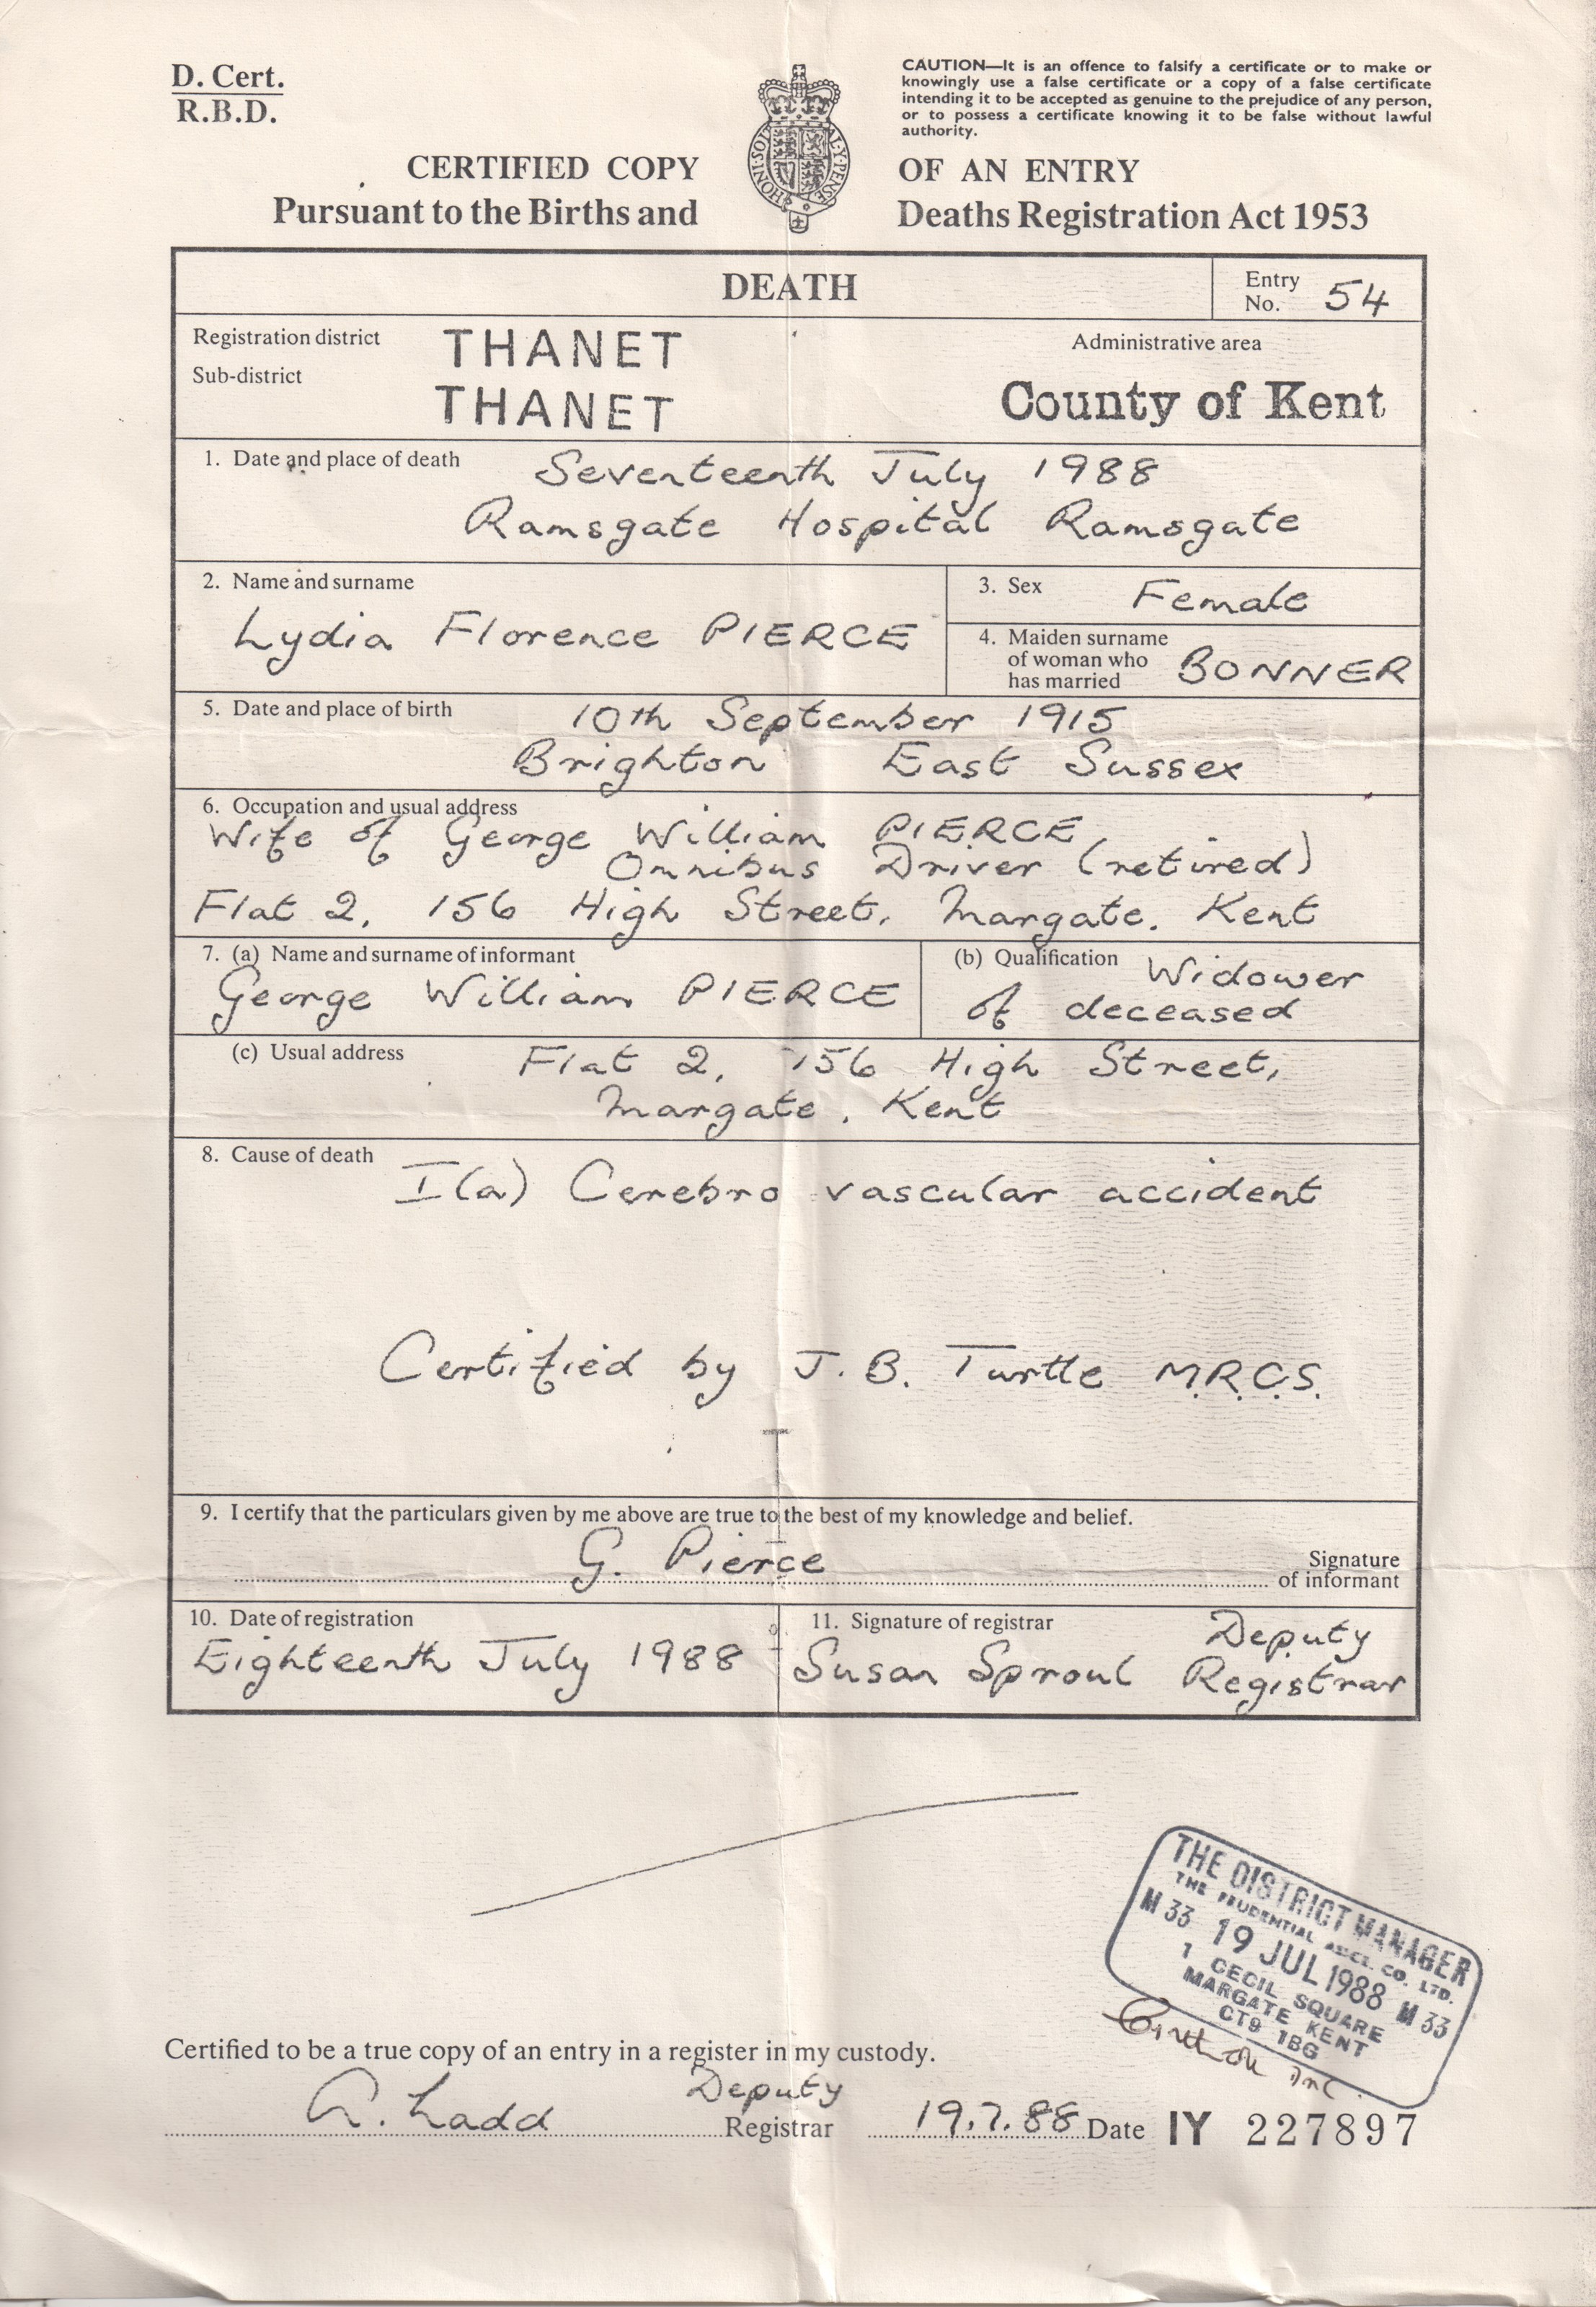 D. Cert.
R.B.D.
CAUTION—It is an offence to falsify a certificate or to make or
knowingly use a false certificate or a copy of a false certificate
intending it to be accepted as genuine to the prejudice of any person,
or to possess a certificate knowing it to be false without lawful
authority.
CERTIFIED COPY OF AN ENTRY
Pursuant to the Births and Deaths Registration Act 1953
HONI·SOIT
MAL·Y·PENSE
DEATH
Entry
No. 54
Registration district THANET
Sub-district THANET
Administrative area
County of Kent
1. Date and place of death Seventeenth July 1988
Ramsgate Hospital Ramsgate
2. Name and surname
Lydia Florence PIERCE
3. Sex Female
4. Maiden surname
of woman who
has married BONNER
5. Date and place of birth 10th September 1915
Brighton East Sussex
6. Occupation and usual address
Wife of George William PIERCE
Omnibus Driver (retired)
Flat 2, 156 High Street, Margate. Kent
7. (a) Name and surname of informant
George William PIERCE
(b) Qualification Widower
of deceased
(c) Usual address Flat 2, 156 High Street,
Margate. Kent
8. Cause of death
I(a) Cerebro vascular accident
Certified by J. B. Turtle M.R.C.S.
9. I certify that the particulars given by me above are true to the best of my knowledge and belief.
G. Pierce
Signature
of informant
10. Date of registration
Eighteenth July 1988
11. Signature of registrar
Susan Sproul Deputy
Registrar
THE DISTRICT MANAGER
THE PRUDENTIAL ASSCE. CO. LTD.
M 33 19 JUL 1988 M 33
1 CECIL SQUARE
MARGATE KENT
CT9 1BG
Certified to be a true copy of an entry in a register in my custody.
A. Ladd Deputy
Registrar 19.7.88 Date IY 227897